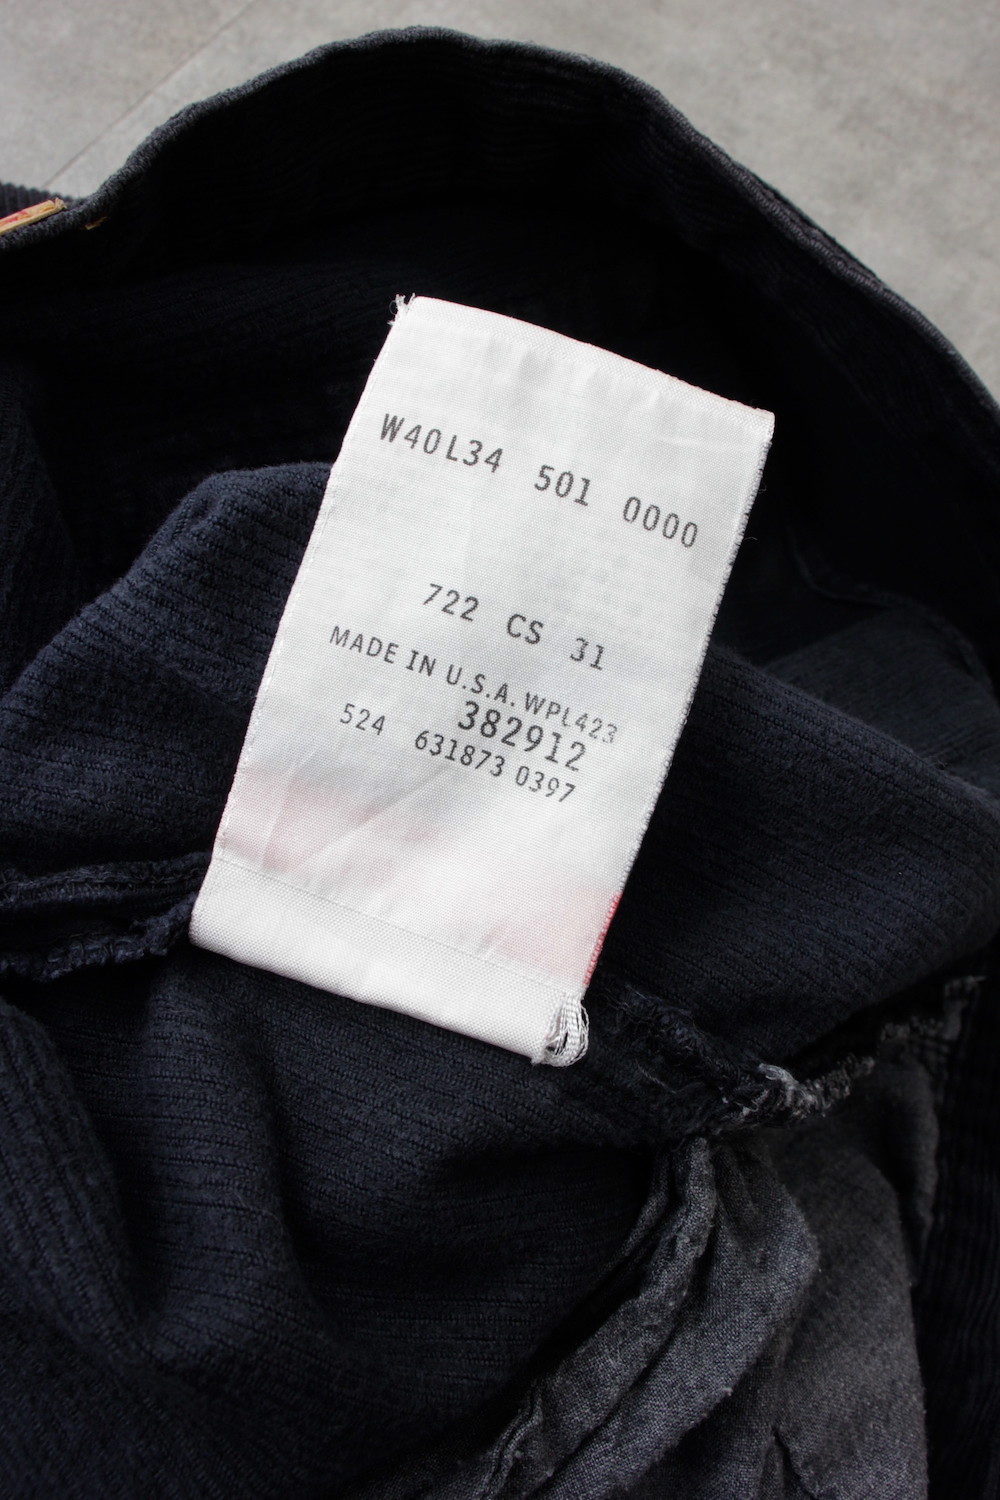 W40L34 501 0000
722 CS 31
MADE IN U.S.A. WPL423
382912
524 631873 0397